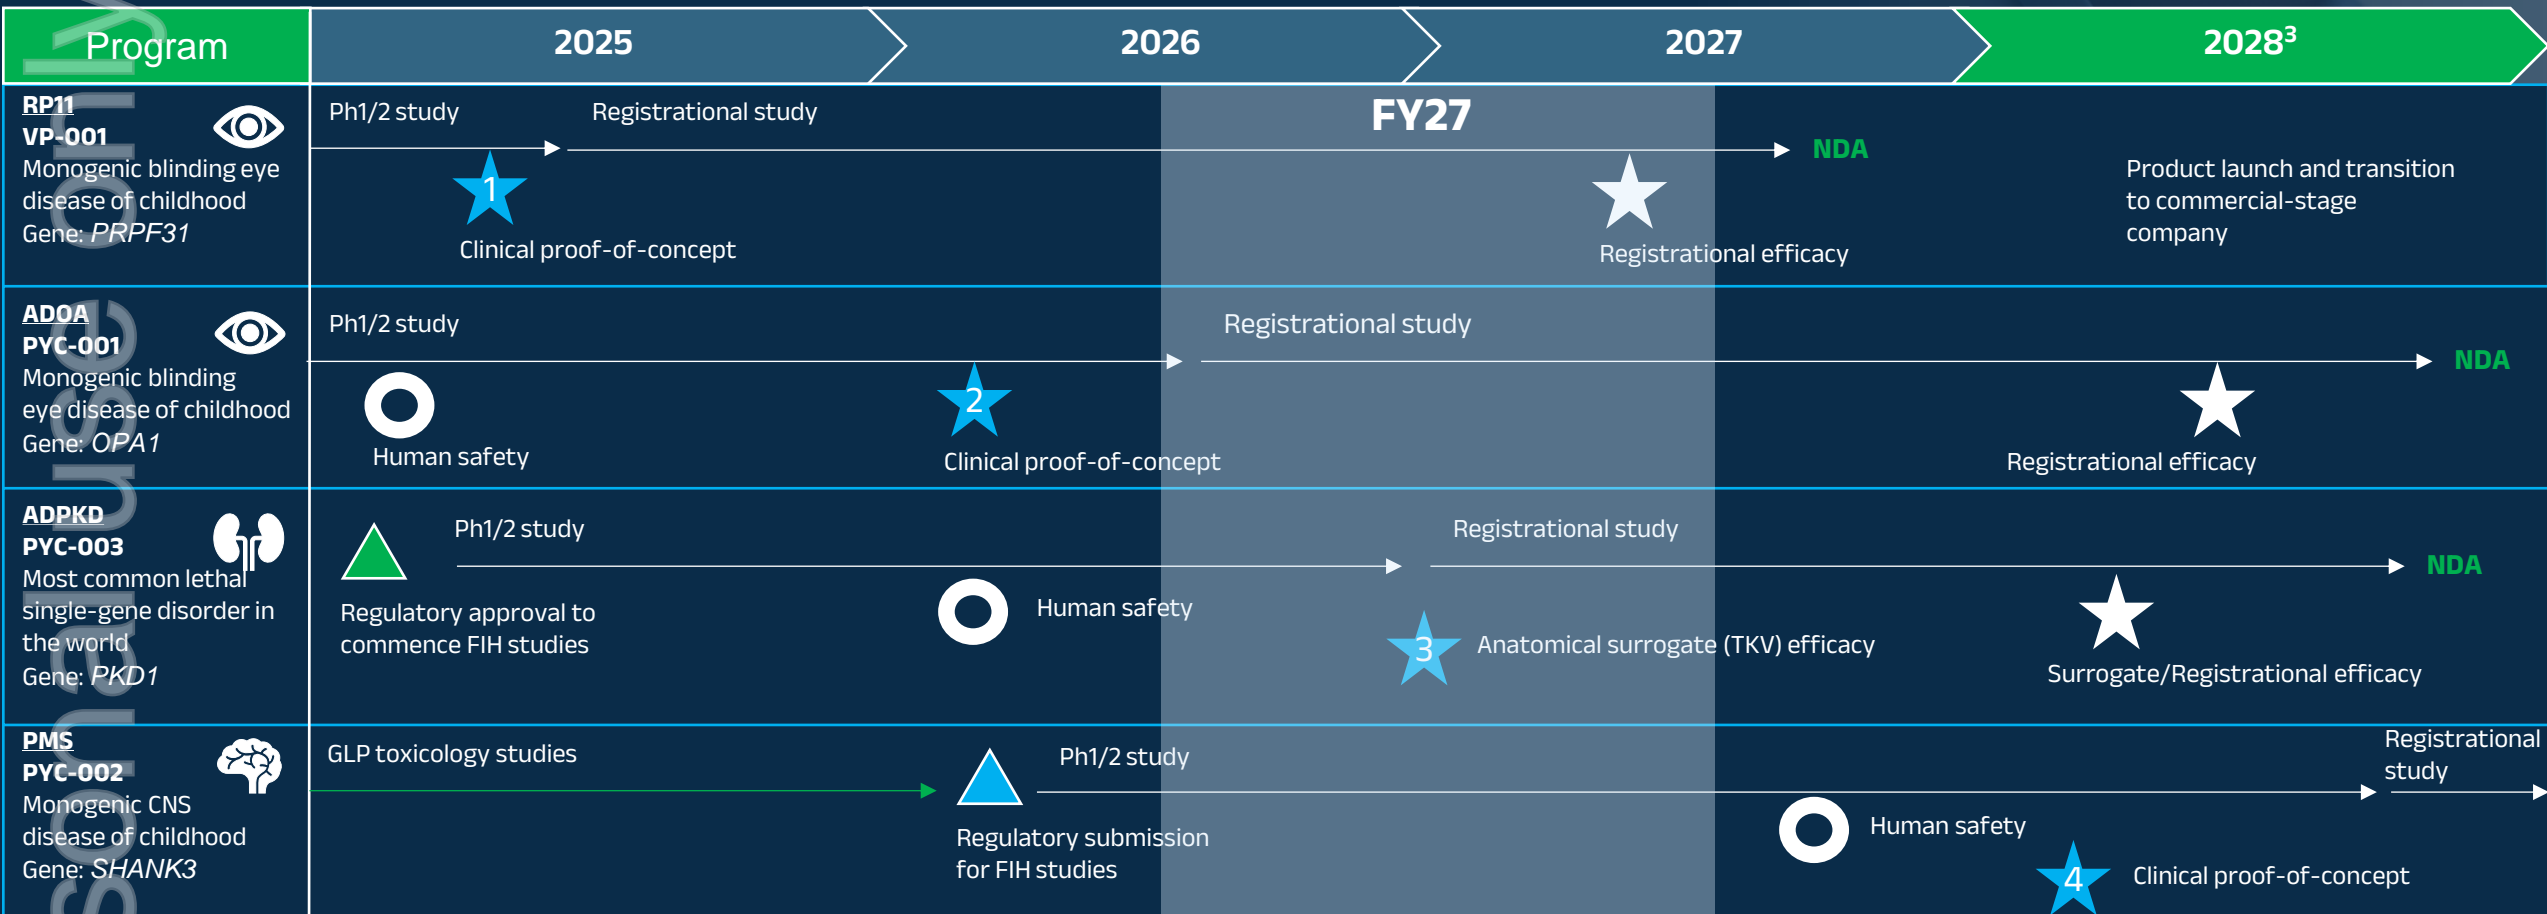 Program
2025
2026
2027
2028³
FY27
RP11
VP-001
Monogenic blinding eye
disease of childhood
Gene: PRPF31
Ph1/2 study
Registrational study
NDA
1
Clinical proof-of-concept
Registrational efficacy
Product launch and transition
to commercial-stage
company
ADOA
PYC-001
Monogenic blinding
eye disease of childhood
Gene: OPA1
Ph1/2 study
Registrational study
NDA
Human safety
2
Clinical proof-of-concept
Registrational efficacy
ADPKD
PYC-003
Most common lethal
single-gene disorder in
the world
Gene: PKD1
Ph1/2 study
Registrational study
NDA
Regulatory approval to
commence FIH studies
Human safety
3
Anatomical surrogate (TKV) efficacy
Surrogate/Registrational efficacy
PMS
PYC-002
Monogenic CNS
disease of childhood
Gene: SHANK3
GLP toxicology studies
Ph1/2 study
Registrational
study
Regulatory submission
for FIH studies
Human safety
4
Clinical proof-of-concept
sonal use only